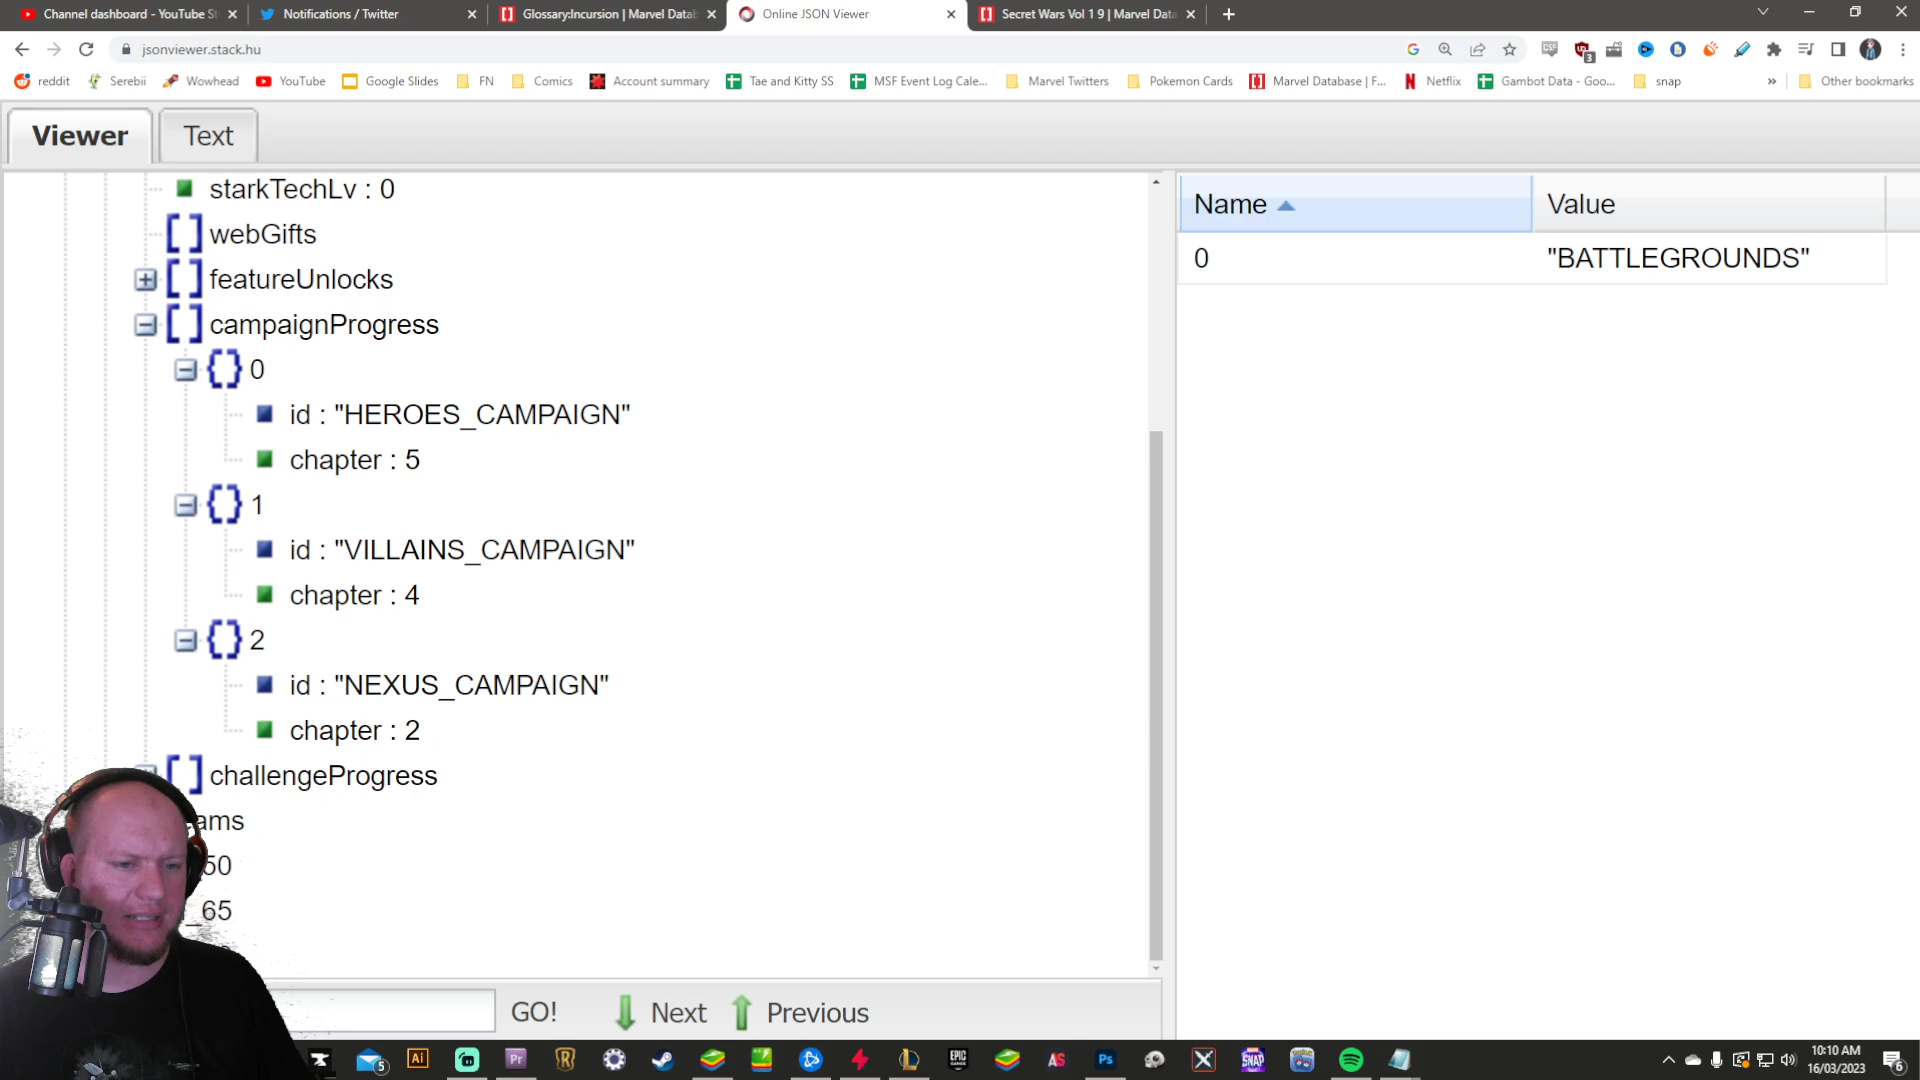 Channel dashboard - YouTube St
Notifications / Twitter
Glossary:Incursion | Marvel Datab
Online JSON Viewer
Secret Wars Vol 1 9 | Marvel Data
jsonviewer.stack.hu
reddit
Serebii
Wowhead
YouTube
Google Slides
FN
Comics
Account summary
Tae and Kitty SS
MSF Event Log Cale...
Marvel Twitters
Pokemon Cards
Marvel Database | F...
Netflix
Gambot Data - Goo...
snap
»
Other bookmarks
Viewer
Text
starkTechLv : 0
webGifts
featureUnlocks
campaignProgress
0
id : "HEROES_CAMPAIGN"
chapter : 5
1
id : "VILLAINS_CAMPAIGN"
chapter : 4
2
id : "NEXUS_CAMPAIGN"
chapter : 2
challengeProgress
ams
50
_65
Name
Value
0
"BATTLEGROUNDS"
GO!
Next
Previous
10:10 AM
16/03/2023